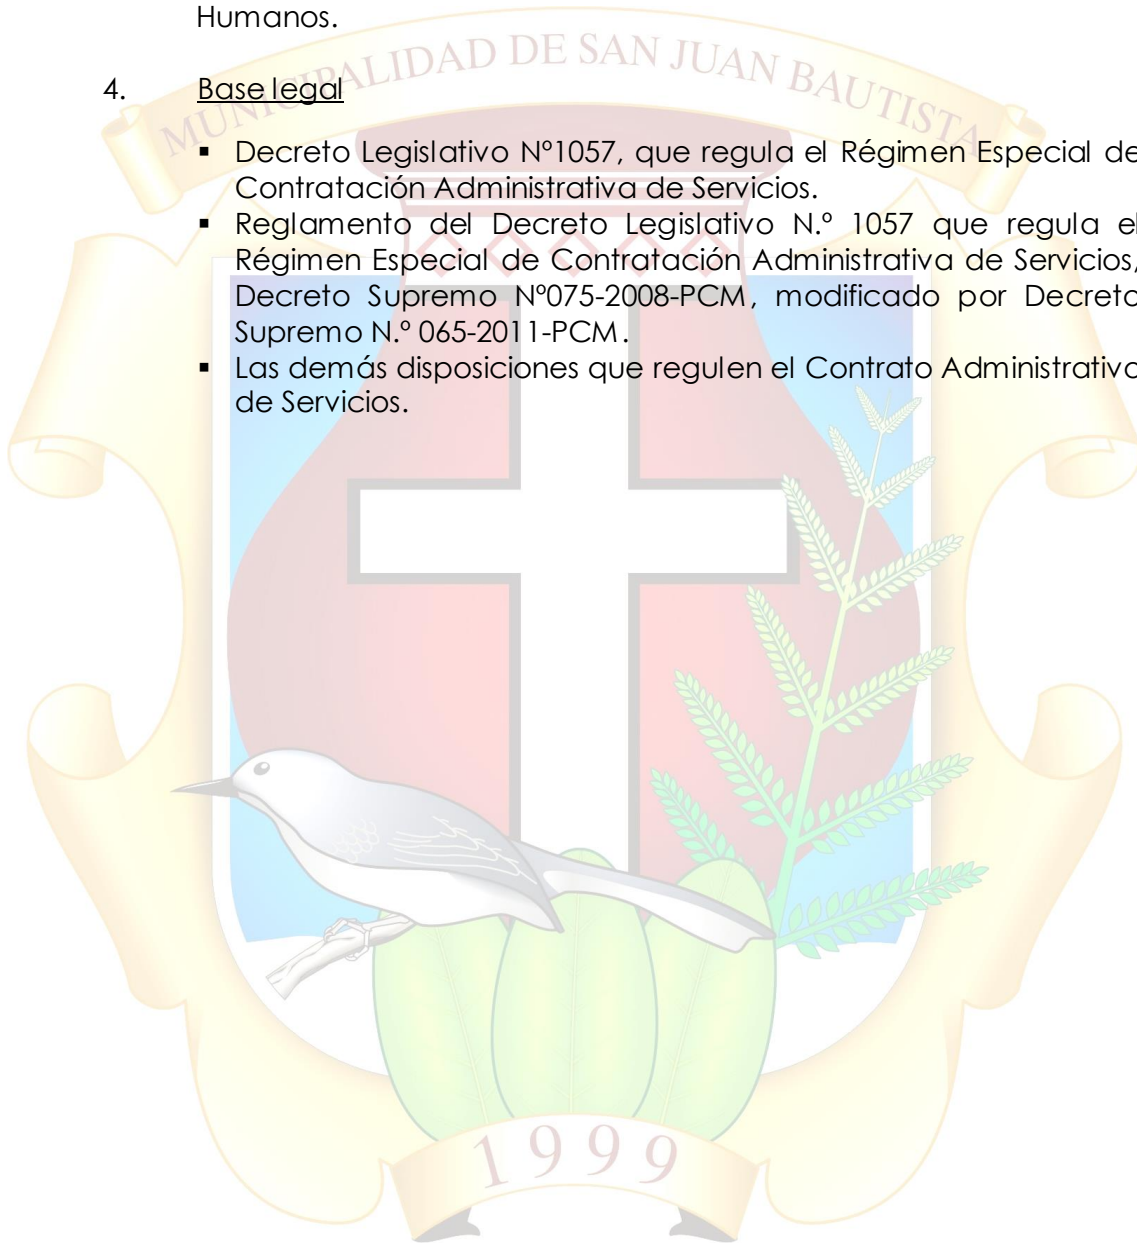 Humanos.
MUNICIPALIDAD DE SAN JUAN BAUTISTA
4. Base legal
▪ Decreto Legislativo Nº1057, que regula el Régimen Especial de
Contratación Administrativa de Servicios.
▪ Reglamento del Decreto Legislativo N.º 1057 que regula el
Régimen Especial de Contratación Administrativa de Servicios,
Decreto Supremo Nº075-2008-PCM, modificado por Decreto
Supremo N.º 065-2011-PCM.
▪ Las demás disposiciones que regulen el Contrato Administrativo
de Servicios.
1999